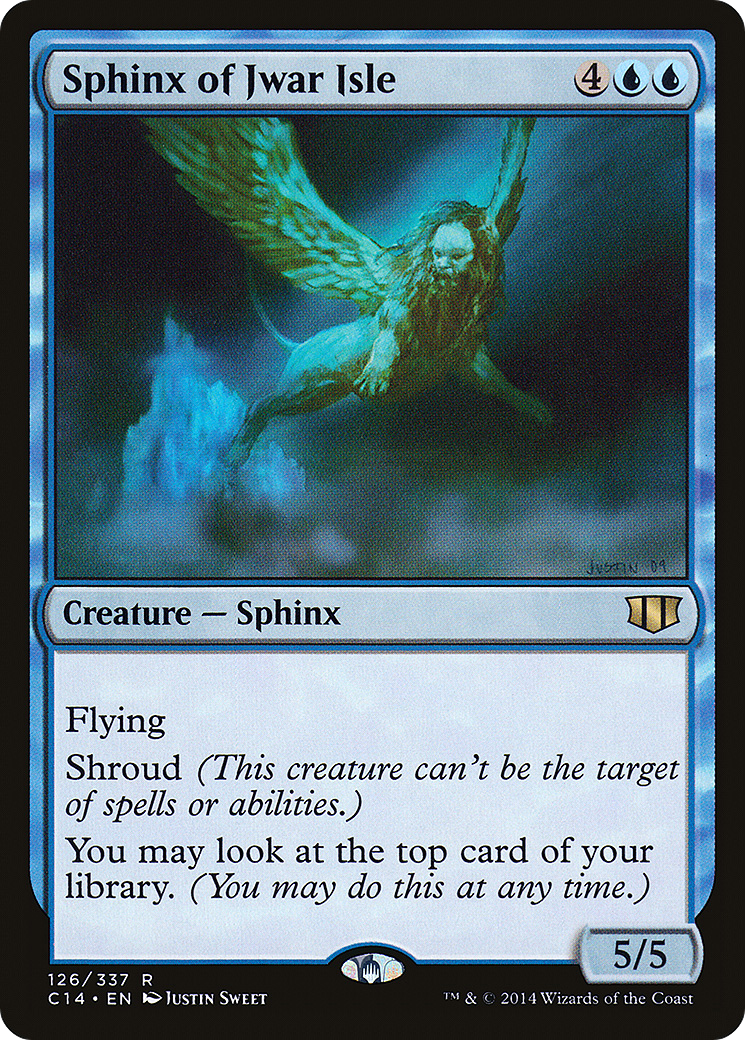 Sphinx of Jwar Isle 4
JUSTIN 09
Creature — Sphinx
Flying
Shroud (This creature can't be the target
of spells or abilities.)
You may look at the top card of your
library. (You may do this at any time.)
5/5
126/337 R
C14 • EN Justin Sweet
™ & © 2014 Wizards of the Coast